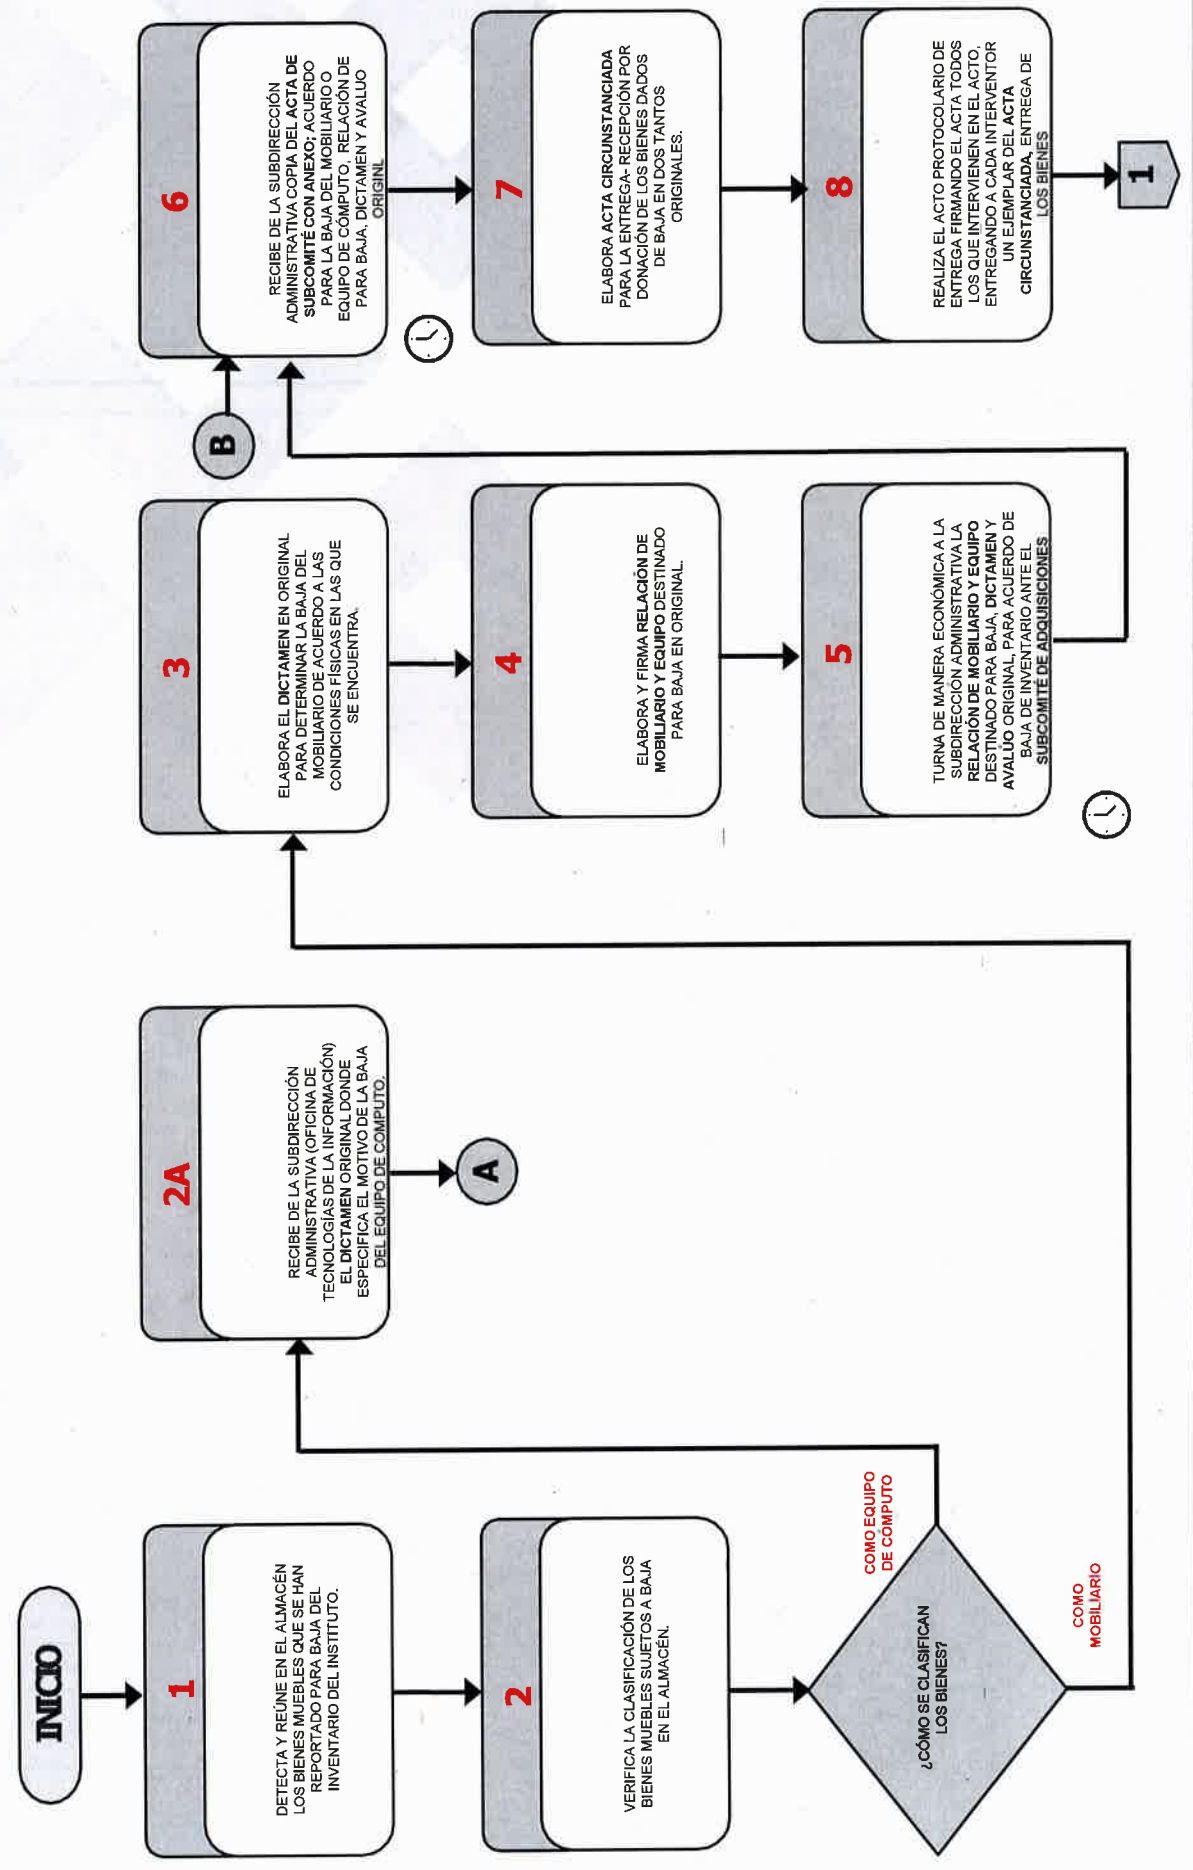 INICIO
1
DETECTA Y REÚNE EN EL ALMACÉN
LOS BIENES MUEBLES QUE SE HAN
REPORTADO PARA BAJA DEL
INVENTARIO DEL INSTITUTO.
2
VERIFICA LA CLASIFICACIÓN DE LOS
BIENES MUEBLES SUJETOS A BAJA
EN EL ALMACÉN.
¿CÓMO SE CLASIFICAN
LOS BIENES?
COMO EQUIPO
DE CÓMPUTO
COMO
MOBILIARIO
2A
RECIBE DE LA SUBDIRECCIÓN
ADMINISTRATIVA (OFICINA DE
TECNOLOGÍAS DE LA INFORMACIÓN)
EL DICTAMEN ORIGINAL DONDE
ESPECIFICA EL MOTIVO DE LA BAJA
DEL EQUIPO DE COMPUTO.
A
3
ELABORA EL DICTAMEN EN ORIGINAL
PARA DETERMINAR LA BAJA DEL
MOBILIARIO DE ACUERDO A LAS
CONDICIONES FÍSICAS EN LAS QUE
SE ENCUENTRA.
4
ELABORA Y FIRMA RELACIÓN DE
MOBILIARIO Y EQUIPO DESTINADO
PARA BAJA EN ORIGINAL.
5
TURNA DE MANERA ECONÓMICA A LA
SUBDIRECCIÓN ADMINISTRATIVA LA
RELACIÓN DE MOBILIARIO Y EQUIPO
DESTINADO PARA BAJA, DICTAMEN Y
AVALÚO ORIGINAL, PARA ACUERDO DE
BAJA DE INVENTARIO ANTE EL
SUBCOMITÉ DE ADQUISICIONES
B
6
RECIBE DE LA SUBDIRECCIÓN
ADMINISTRATIVA COPIA DEL ACTA DE
SUBCOMITÉ CON ANEXO; ACUERDO
PARA LA BAJA DEL MOBILIARIO O
EQUIPO DE CÓMPUTO, RELACIÓN DE
PARA BAJA, DICTAMEN Y AVALUO
ORIGINL
7
ELABORA ACTA CIRCUNSTANCIADA
PARA LA ENTREGA- RECEPCIÓN POR
DONACIÓN DE LOS BIENES DADOS
DE BAJA EN DOS TANTOS
ORIGINALES.
8
REALIZA EL ACTO PROTOCOLARIO DE
ENTREGA FIRMANDO EL ACTA TODOS
LOS QUE INTERVIENEN EN EL ACTO,
ENTREGANDO A CADA INTERVENTOR
UN EJEMPLAR DEL ACTA
CIRCUNSTANCIADA, ENTREGA DE
LOS BIENES
1